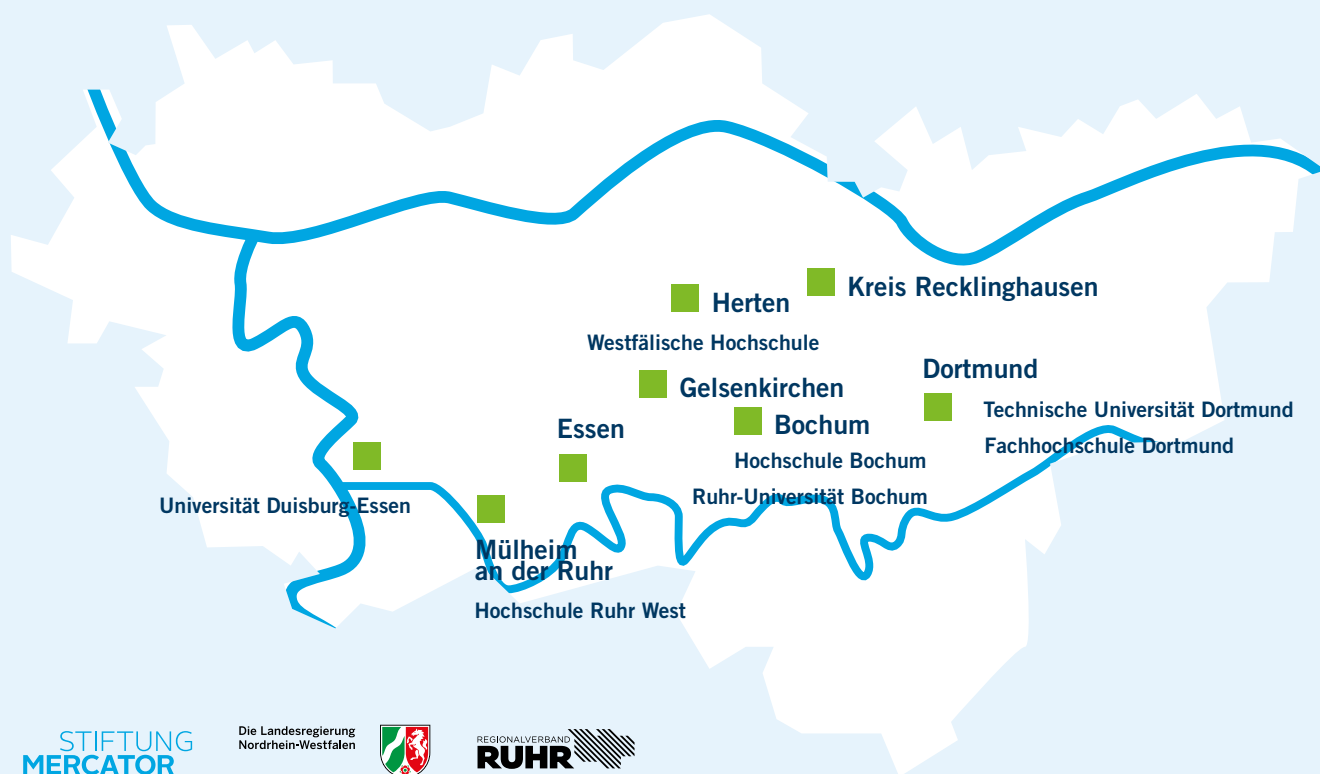 Kreis Recklinghausen
Herten
Westfälische Hochschule
Dortmund
Gelsenkirchen
Technische Universität Dortmund
Bochum
Essen
Fachhochschule Dortmund
Hochschule Bochum
Ruhr-Universität Bochum
Universität Duisburg-Essen
Mülheim
an der Ruhr
Hochschule Ruhr West
STIFTUNG
MERCATOR
Die Landesregierung
Nordrhein-Westfalen
REGIONALVERBAND
RUHR